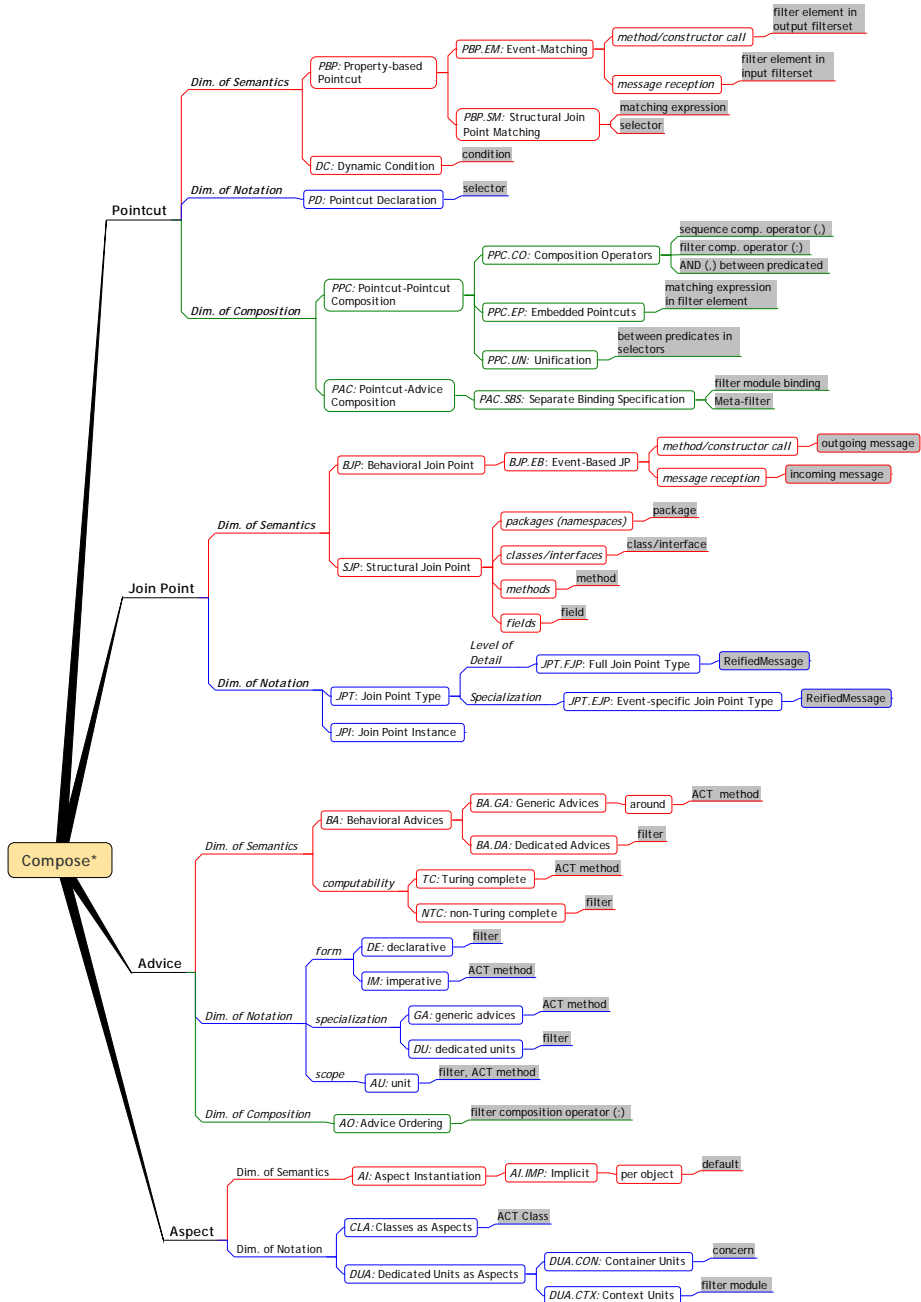 filter element in
output filterset
method/constructor call
PBP.EM: Event-Matching
filter element in
input filterset
PBP: Property-based
Pointcut
message reception
Dim. of Semantics
matching expression
PBP.SM: Structural Join
Point Matching
selector
condition
DC: Dynamic Condition
Dim. of Notation
selector
PD: Pointcut Declaration
Pointcut
sequence comp. operator (,)
filter comp. operator (;)
PPC.CO: Composition Operators
AND (,) between predicated
PPC: Pointcut-Pointcut
Composition
matching expression
in filter element
Dim. of Composition
PPC.EP: Embedded Pointcuts
between predicates in
selectors
PPC.UN: Unification
filter module binding
PAC: Pointcut-Advice
Composition
PAC.SBS: Separate Binding Specification
Meta-filter
method/constructor call
outgoing message
BJP: Behavioral Join Point
BJP.EB: Event-Based JP
message reception
incoming message
Dim. of Semantics
packages (namespaces)
package
classes/interfaces
class/interface
SJP: Structural Join Point
methods
method
Join Point
fields
field
Level of
Detail
JPT.FJP: Full Join Point Type
ReifiedMessage
Dim. of Notation
JPT: Join Point Type
Specialization
JPT.EJP: Event-specific Join Point Type
ReifiedMessage
JPI: Join Point Instance
BA.GA: Generic Advices
around
ACT method
BA: Behavioral Advices
Dim. of Semantics
BA.DA: Dedicated Advices
filter
Compose*
computability
TC: Turing complete
ACT method
NTC: non-Turing complete
filter
form
DE: declarative
filter
Advice
IM: imperative
ACT method
Dim. of Notation
specialization
GA: generic advices
ACT method
DU: dedicated units
filter
scope
AU: unit
filter, ACT method
Dim. of Composition
AO: Advice Ordering
filter composition operator (;)
Dim. of Semantics
AI: Aspect Instantiation
AI.IMP: Implicit
per object
default
Aspect
CLA: Classes as Aspects
ACT Class
Dim. of Notation
DUA: Dedicated Units as Aspects
DUA.CON: Container Units
concern
DUA.CTX: Context Units
filter module